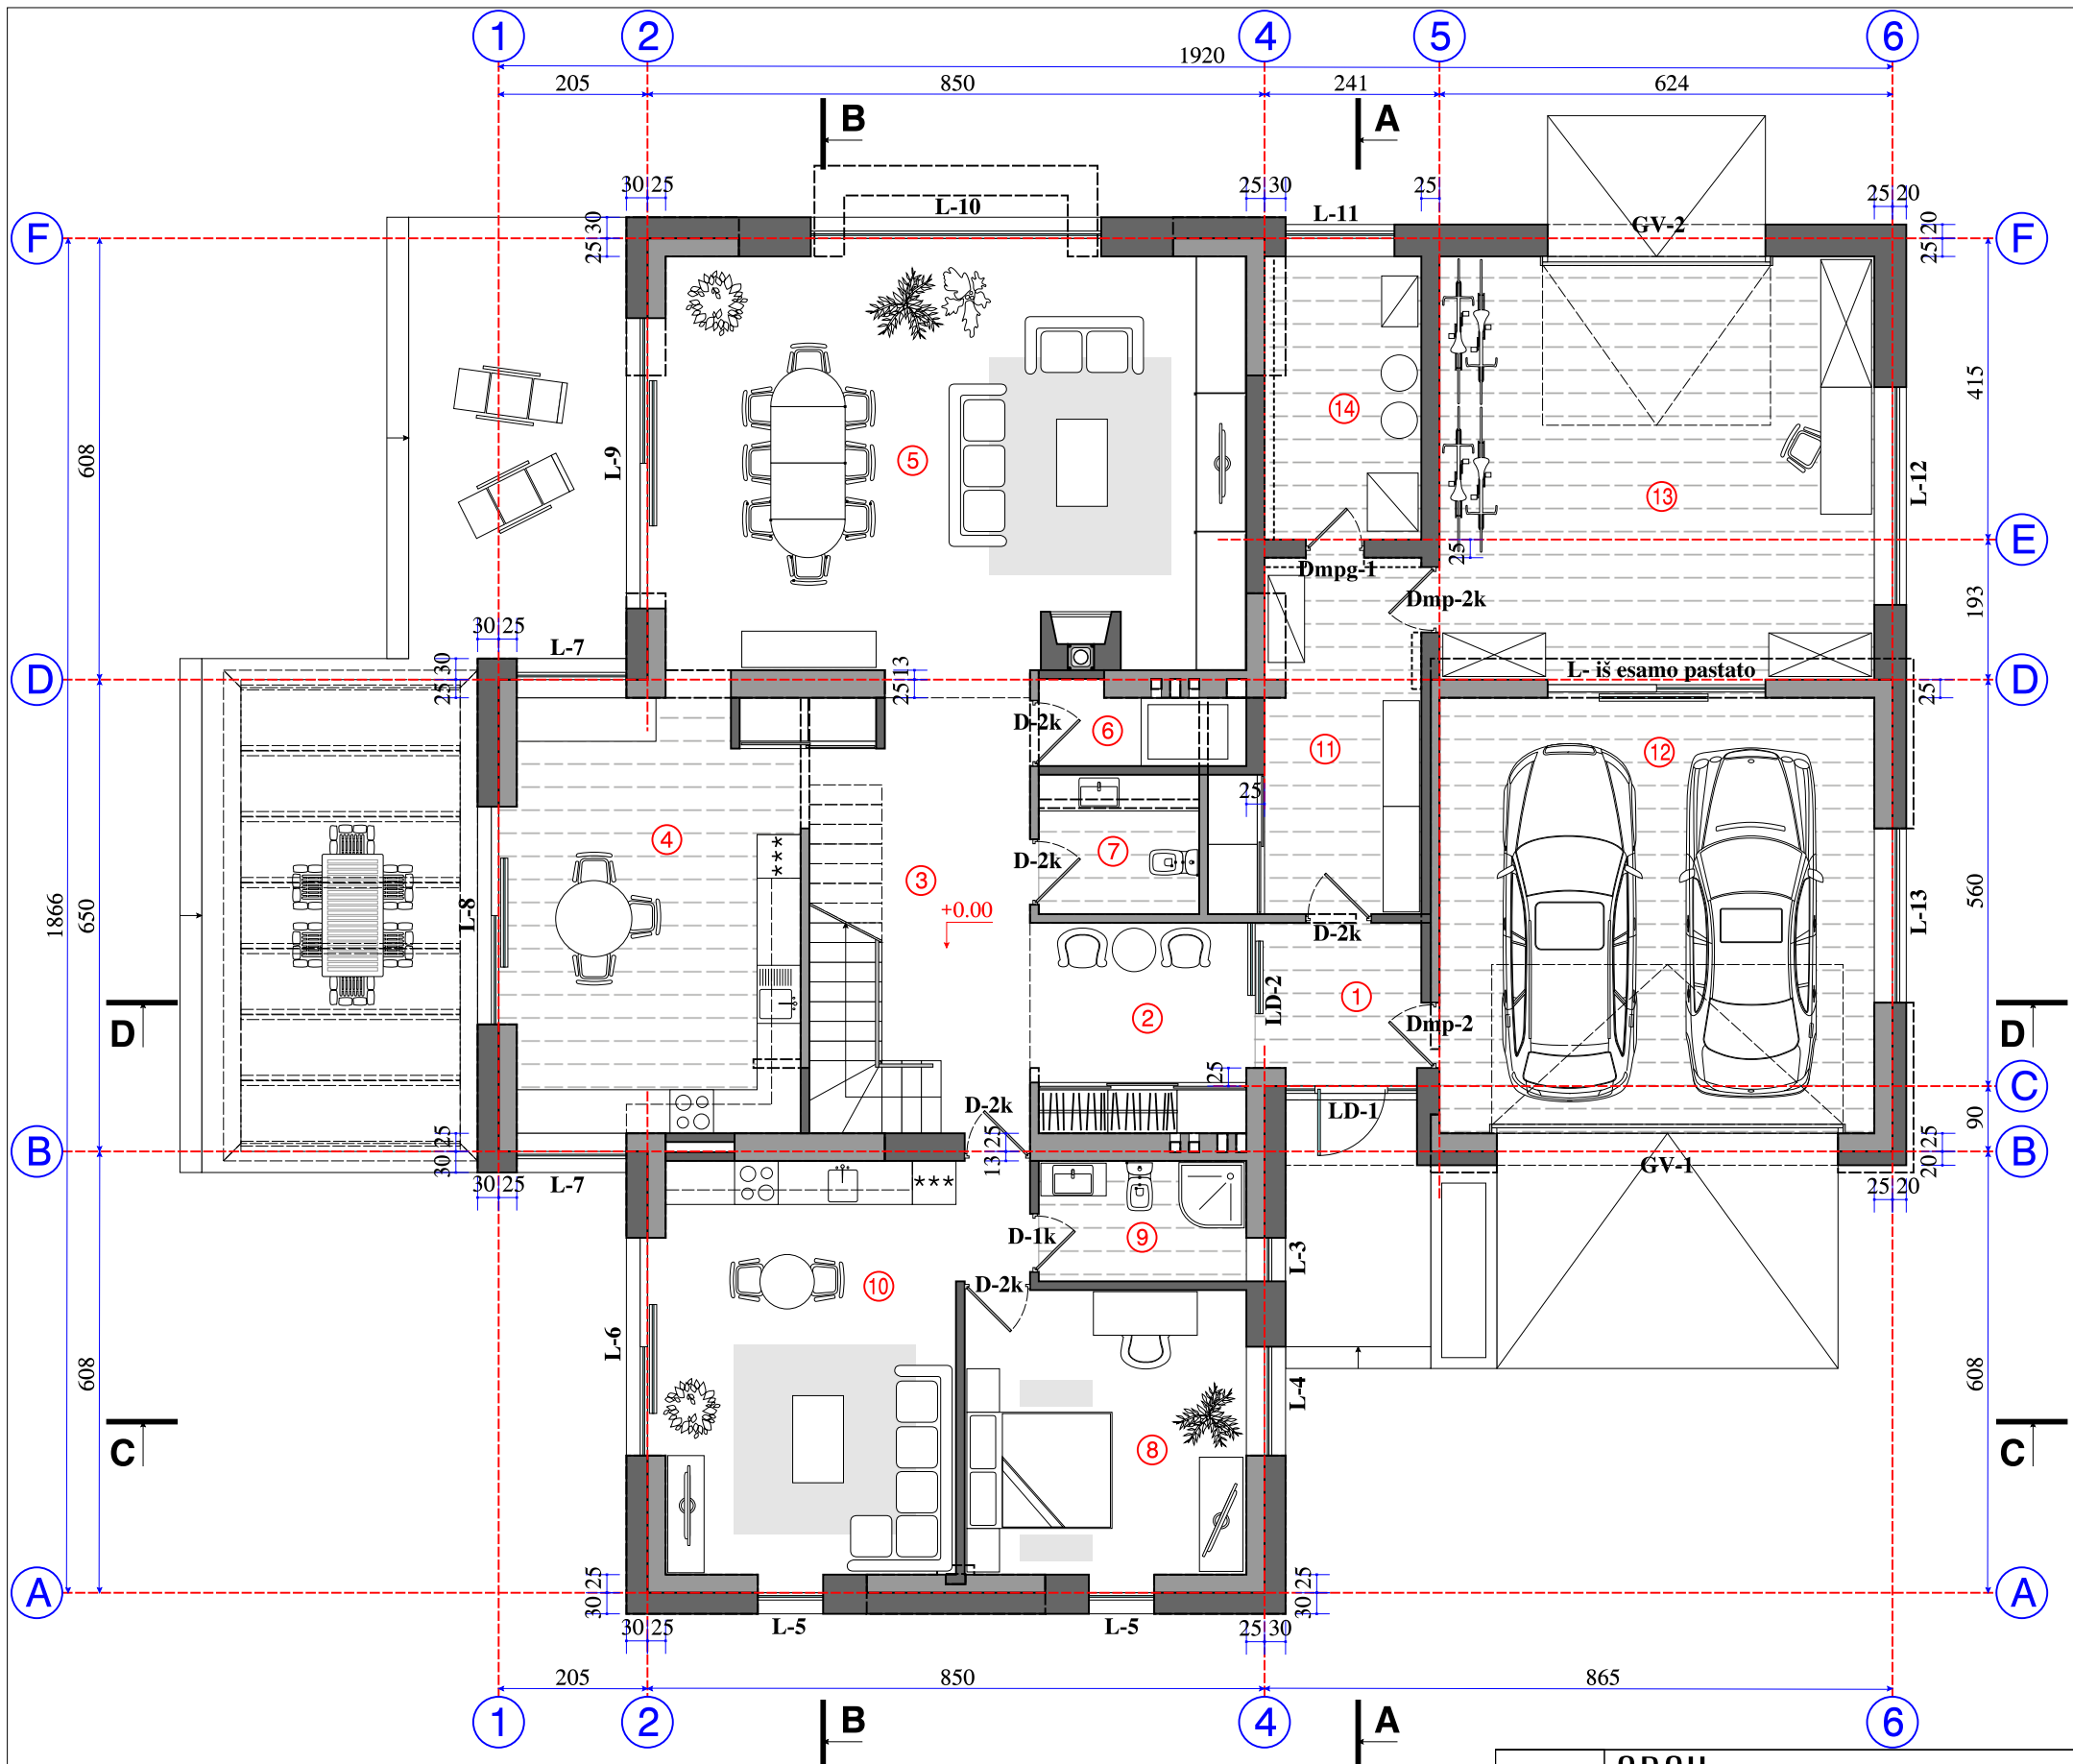 1 2 4 5 6
1920
205 850 241 624
B A
30 25 25 30 25 25 20
L-10 L-11 GV-2
F 30 25 20 25 F
415
608 L-9 5 14 13 L-12
25 E
Dmpg-1
Dmp-2k 193
30 25 L-7
30 25 13 25 L- iš esamo pastato 25
D D
D-2k 6 11 12
25
4 7 D-2k
3
+0.00
1866 650 L-8 560 L-13
D-2k
2 LD-2 1 Dmp-2
D D
25 C
D-2k LD-1 90
B 25 30 25 13 25 20 B
30 25 L-7 *** *** GV-1 25 20
D-1k 9 L-3
10 D-2k
608 L-6 L-4 608
C 8 C
A 25 30 25 30 A
30 25 L-5 L-5 25 30
205 850 865
B A
1 2 4 6